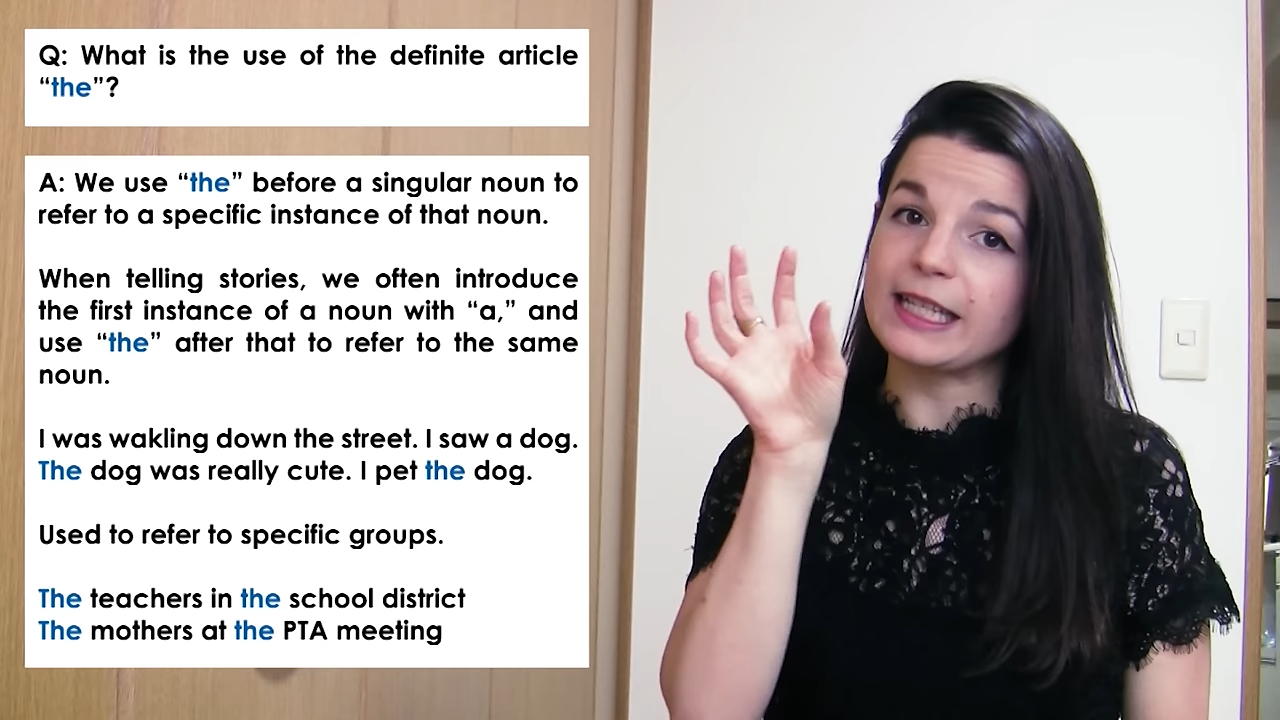 Q: What is the use of the definite article
“the”?
A: We use “the” before a singular noun to
refer to a specific instance of that noun.
When telling stories, we often introduce
the first instance of a noun with “a,” and
use “the” after that to refer to the same
noun.
I was wakling down the street. I saw a dog.
The dog was really cute. I pet the dog.
Used to refer to specific groups.
The teachers in the school district
The mothers at the PTA meeting